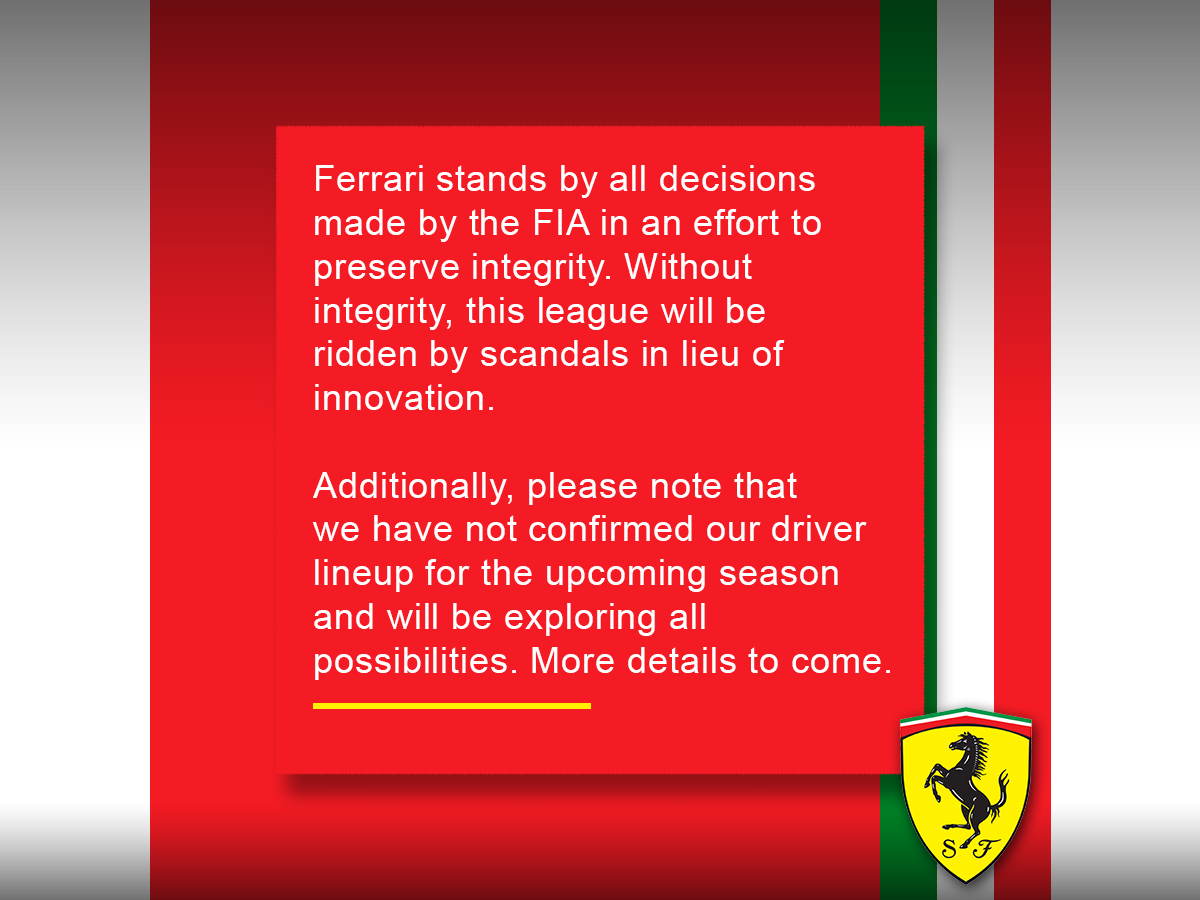 Ferrari stands by all decisions
made by the FIA in an effort to
preserve integrity. Without
integrity, this league will be
ridden by scandals in lieu of
innovation.
Additionally, please note that
we have not confirmed our driver
lineup for the upcoming season
and will be exploring all
possibilities. More details to come.
S F